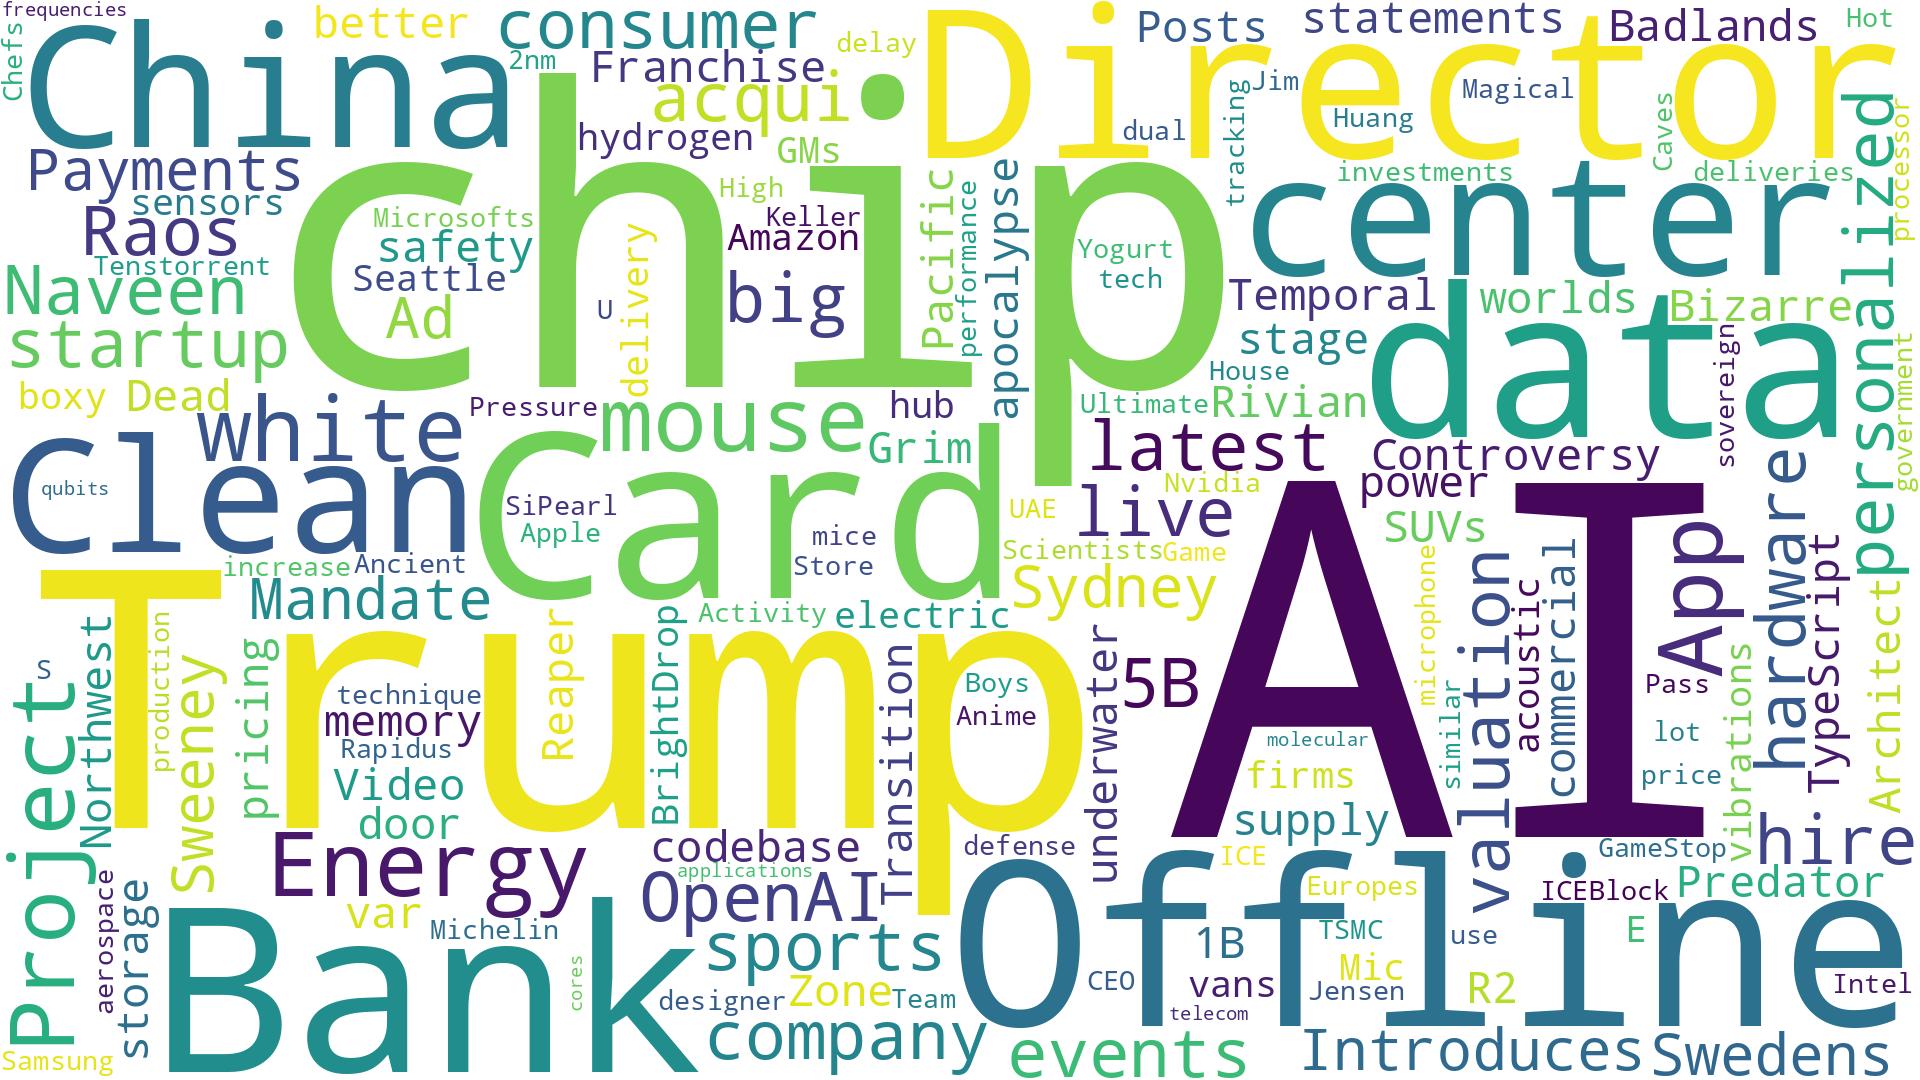 frequencies
Chefs
China
better
consumer
2nm
Franchise
acqui
delay
Director
Posts
statements
Badlands
Hot
Jim
Magical
Huang
dual
tracking
Caves
personalized
processor
hydrogen
GMs
chip
Payments
sensors
Raos
Microsofts
safety
Tenstorrent
Seattle
Naveen
startup
Ad
High
Keller
Amazon
big
U
delivery
Pacific
performance
apocalypse
Yogurt
tech
center
investments
deliveries
Temporal
worlds
Bizarre
stage
data
House
sovereign
government
boxy
Dead
white
Pressure
mouse
hub
Ultimate
Rivian
Grim
latest
Controversy
Clean
qubits
Card
SiPearl
Apple
mice
Store
UAE
live
Nvidia
power
SUVs
hardware
Scientists
Game
Sydney
increase
Ancient
Mandate
Activity
electric
AI
microphone
valuation
acoustic
commercial
App
TypeScript
Architect
Trump
S
Project
Northwest
production
Sweeney
pricing
technique
memory
Rapidus
Video
door
Reaper
BrightDrop
Transition
Boys
Anime
underwater
5B
molecular
similar
firms
supply
Pass
lot
price
vibrations
Energy
codebase
defense
applications
OpenAI
ICE
Europes
GameStop
ICEBlock
hire
Predator
var
Michelin
aerospace
storage
Bank
cores
sports
designer
Zone
Team
company
Offline
CEO
1B
vans
telecom
TSMC
Mic
Jensen
use
R2
E
Intel
Samsung
events
Introduces
Swedens